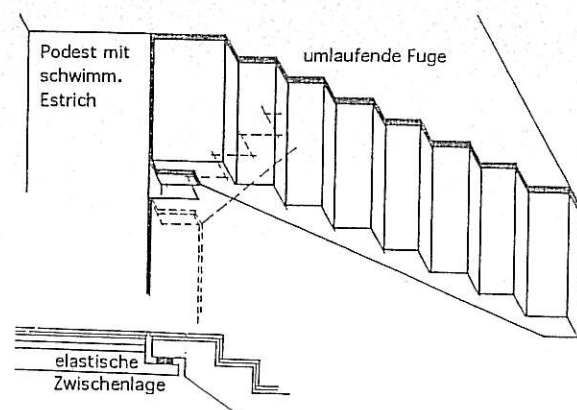 Podest mit
schwimm.
Estrich
umlaufende Fuge
elastische
Zwischenlage